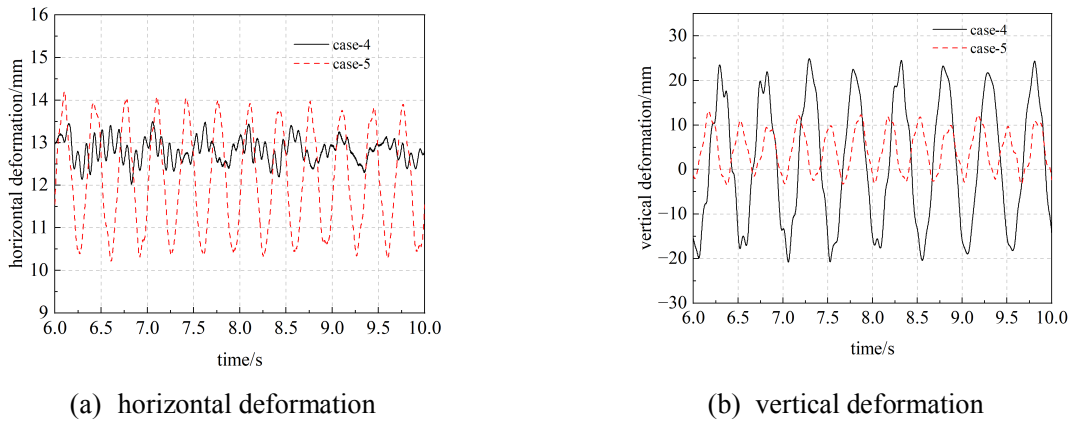 16
15
14
13
12
11
10
9
horizontal deformation/mm
case-4
case-5
6.0 6.5 7.0 7.5 8.0 8.5 9.0 9.5 10.0
time/s
(a) horizontal deformation
30
20
10
0
−10
−20
−30
vertical deformation/mm
case-4
case-5
6.0 6.5 7.0 7.5 8.0 8.5 9.0 9.5 10.0
time/s
(b) vertical deformation